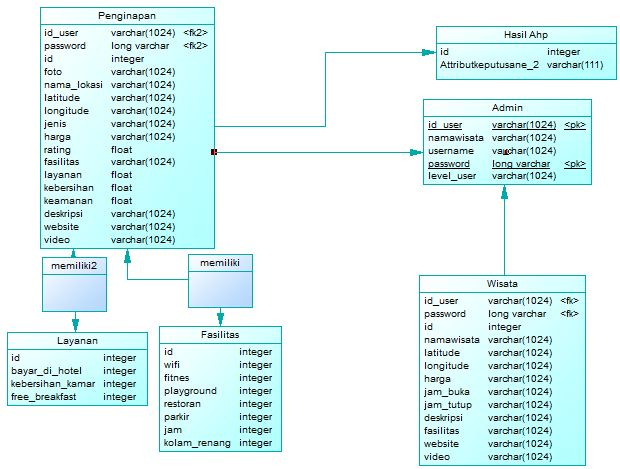 Penginapan
id_user varchar(1024) <fk2>
password long varchar <fk2>
id integer
foto varchar(1024)
nama_lokasi varchar(1024)
latitude varchar(1024)
longitude varchar(1024)
jenis varchar(1024)
harga varchar(1024)
rating float
fasilitas varchar(1024)
layanan float
kebersihan float
keamanan float
deskripsi varchar(1024)
website varchar(1024)
video varchar(1024)
Hasil Ahp
id integer
Attributkeputusane_2 varchar(111)
Admin
id_user varchar(1024) <pk>
namawisata varchar(1024)
username varchar(1024)
password long varchar <pk>
level_user varchar(1024)
memiliki2
memiliki
Layanan
id integer
bayar_di_hotel integer
kebersihan_kamar integer
free_breakfast integer
Fasilitas
id integer
wifi integer
fitnes integer
playground integer
restoran integer
parkir integer
jam integer
kolam_renang integer
Wisata
id_user varchar(1024) <fk>
password long varchar <fk>
id integer
namawisata varchar(1024)
latitude varchar(1024)
longitude varchar(1024)
harga varchar(1024)
jam_buka varchar(1024)
jam_tutup varchar(1024)
deskripsi varchar(1024)
fasilitas varchar(1024)
website varchar(1024)
video varchar(1024)